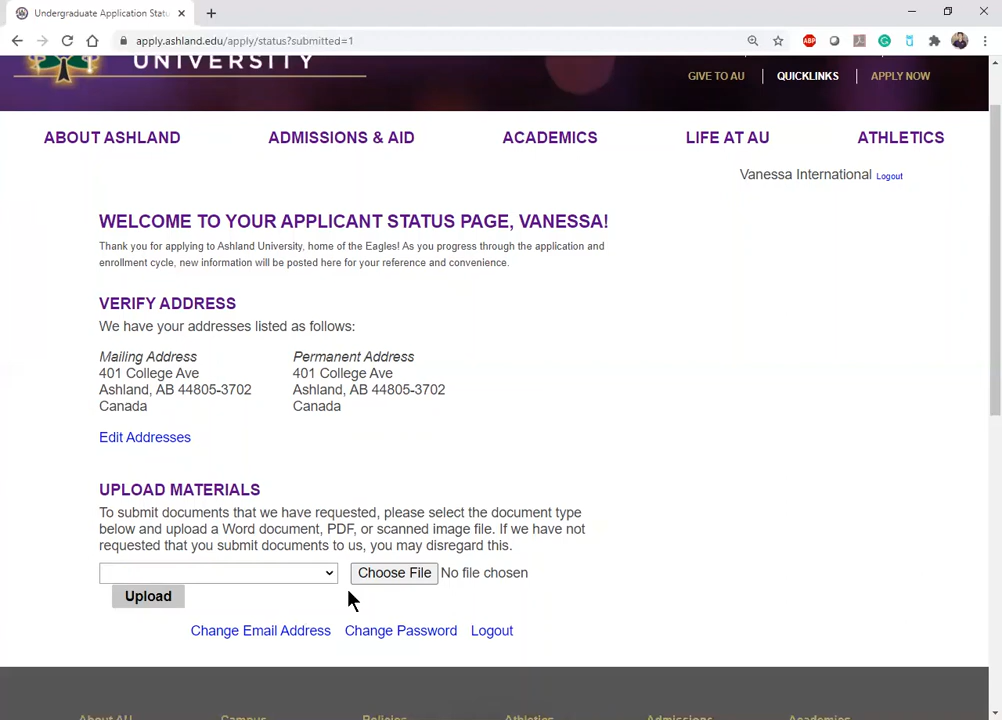 Undergraduate Application Statu
apply.ashland.edu/apply/status?submitted=1
ABP
UNIVERSITY
GIVE TO AU
QUICKLINKS
APPLY NOW
ABOUT ASHLAND
ADMISSIONS & AID
ACADEMICS
LIFE AT AU
ATHLETICS
Vanessa International Logout
WELCOME TO YOUR APPLICANT STATUS PAGE, VANESSA!
Thank you for applying to Ashland University, home of the Eagles! As you progress through the application and
enrollment cycle, new information will be posted here for your reference and convenience.
VERIFY ADDRESS
We have your addresses listed as follows:
Mailing Address
401 College Ave
Ashland, AB 44805-3702
Canada
Permanent Address
401 College Ave
Ashland, AB 44805-3702
Canada
Edit Addresses
UPLOAD MATERIALS
To submit documents that we have requested, please select the document type
below and upload a Word document, PDF, or scanned image file. If we have not
requested that you submit documents to us, you may disregard this.
Choose File No file chosen
Upload
Change Email Address Change Password Logout
About AU
Campus
Policies
Athletics
Admissions
Academics